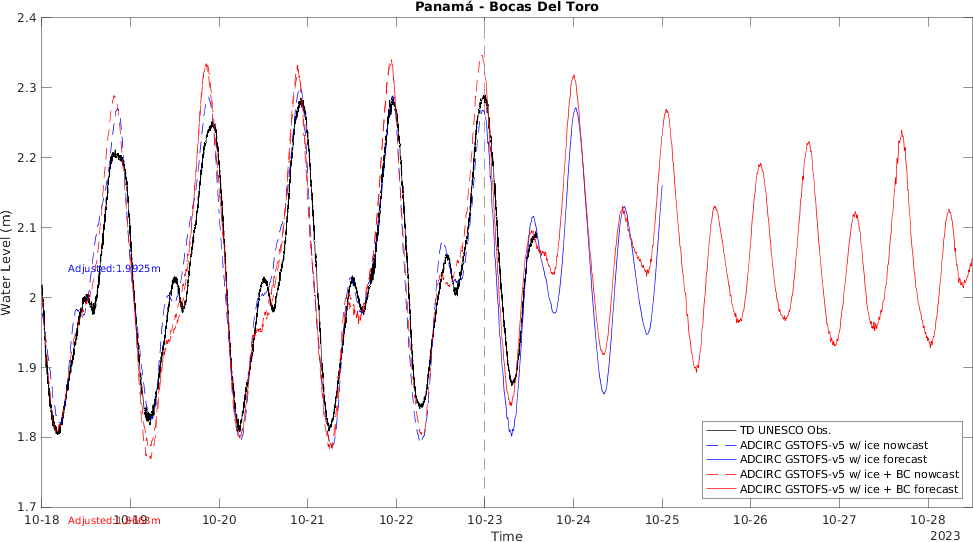 Panamá - Bocas Del Toro
Water Level (m)
2.4
2.3
2.2
2.1
2
1.9
1.8
1.7
Adjusted:1.9925m
TD UNESCO Obs.
ADCIRC GSTOFS-v5 w/ ice nowcast
ADCIRC GSTOFS-v5 w/ ice forecast
ADCIRC GSTOFS-v5 w/ ice + BC nowcast
ADCIRC GSTOFS-v5 w/ ice + BC forecast
10-18 10-19 10-20 10-21 10-22 10-23 10-24 10-25 10-26 10-27 10-28
Adjusted:
Time
2023